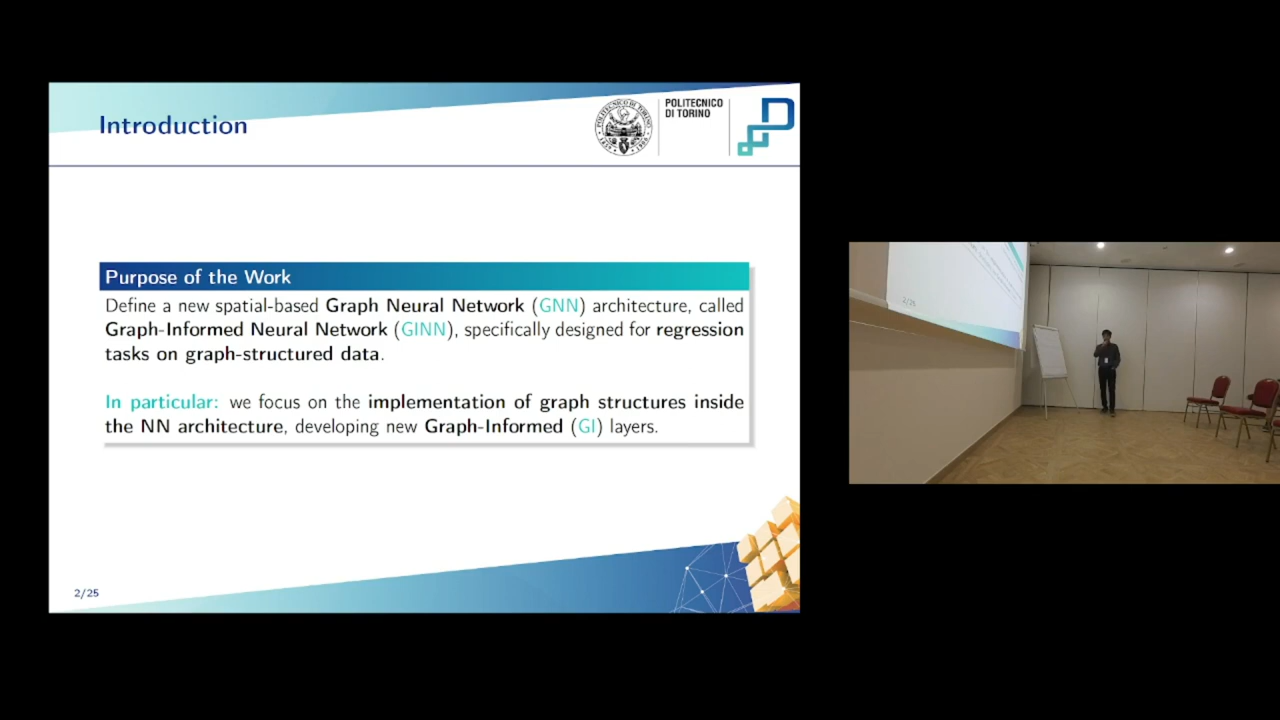 Introduction
POLITECNICO
DI TORINO
Purpose of the Work
Define a new spatial-based Graph Neural Network (GNN) architecture, called
Graph-Informed Neural Network (GINN), specifically designed for regression
tasks on graph-structured data.
In particular: we focus on the implementation of graph structures inside
the NN architecture, developing new Graph-Informed (GI) layers.
2/25
2/25